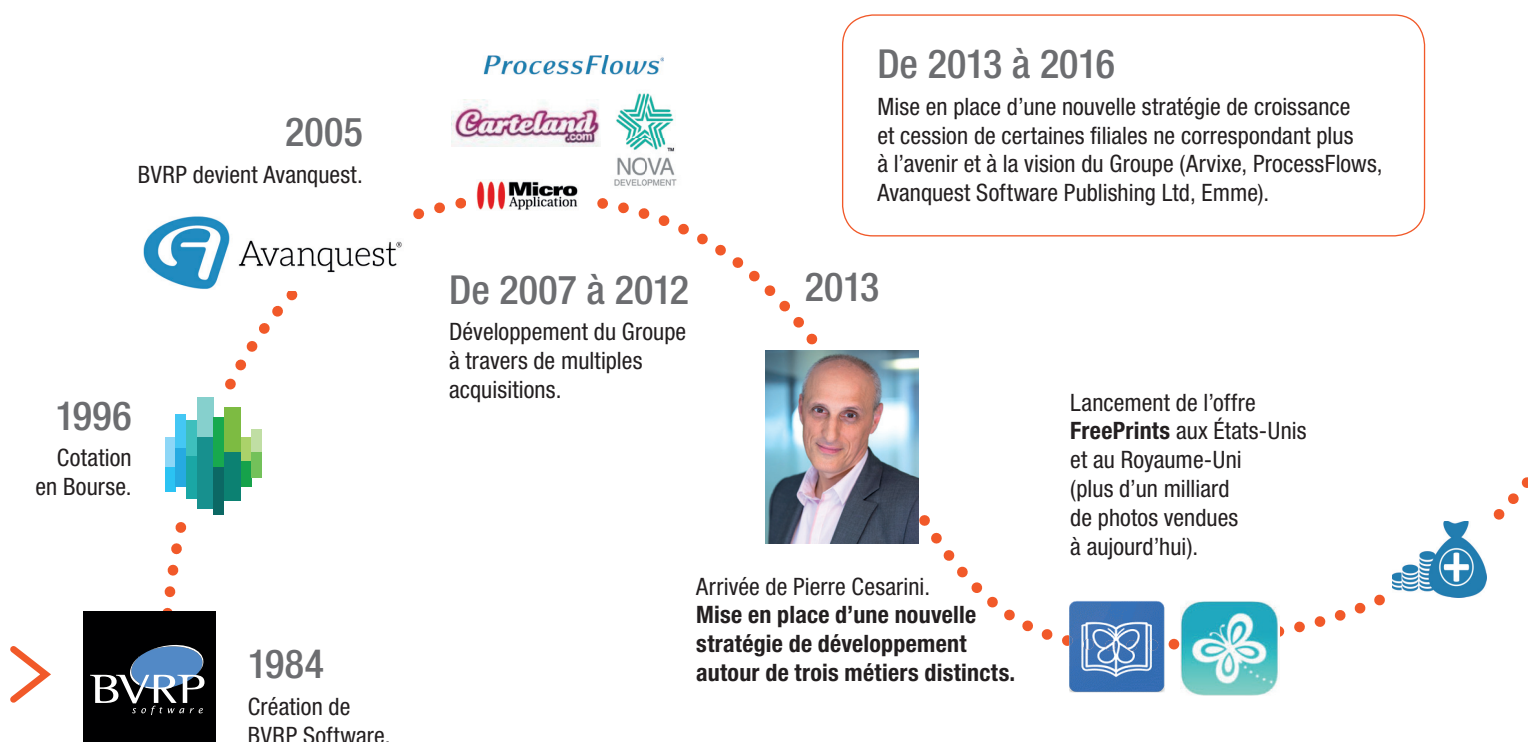 1984
Création de
BVRP Software.
BVRP
software
1996
Cotation
en Bourse.
2005
BVRP devient Avanquest.
Avanquest®
ProcessFlows®
Carteland
.com
NOVA
™
DEVELOPMENT
Micro
Application
De 2007 à 2012
Développement du Groupe
à travers de multiples
acquisitions.
2013
Arrivée de Pierre Cesarini.
Mise en place d’une nouvelle
stratégie de développement
autour de trois métiers distincts.
De 2013 à 2016
Mise en place d’une nouvelle stratégie de croissance
et cession de certaines filiales ne correspondant plus
à l’avenir et à la vision du Groupe (Arvixe, ProcessFlows,
Avanquest Software Publishing Ltd, Emme).
Lancement de l’offre
FreePrints aux États-Unis
et au Royaume-Uni
(plus d’un milliard
de photos vendues
à aujourd’hui).